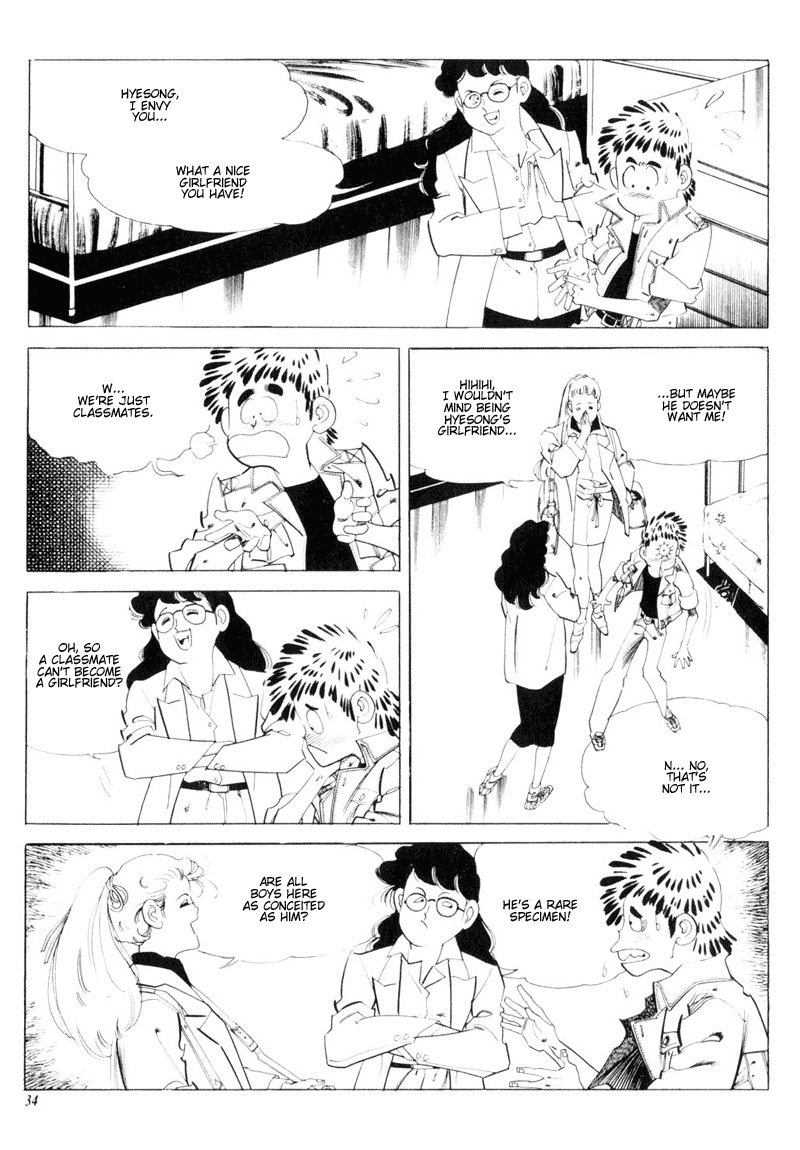 HYESONG,
I ENVY
YOU...
WHAT A NICE
GIRLFRIEND
YOU HAVE!
W...
WE'RE JUST
CLASSMATES.
HIHIHI,
I WOULDN'T
MIND BEING
HYESONG'S
GIRLFRIEND...
...BUT MAYBE
HE DOESN'T
WANT ME!
OH, SO
A CLASSMATE
CAN'T BECOME
A GIRLFRIEND?
N... NO,
THAT'S
NOT IT...
ARE ALL
BOYS HERE
AS CONCEITED
AS HIM?
HE'S A RARE
SPECIMEN!
34